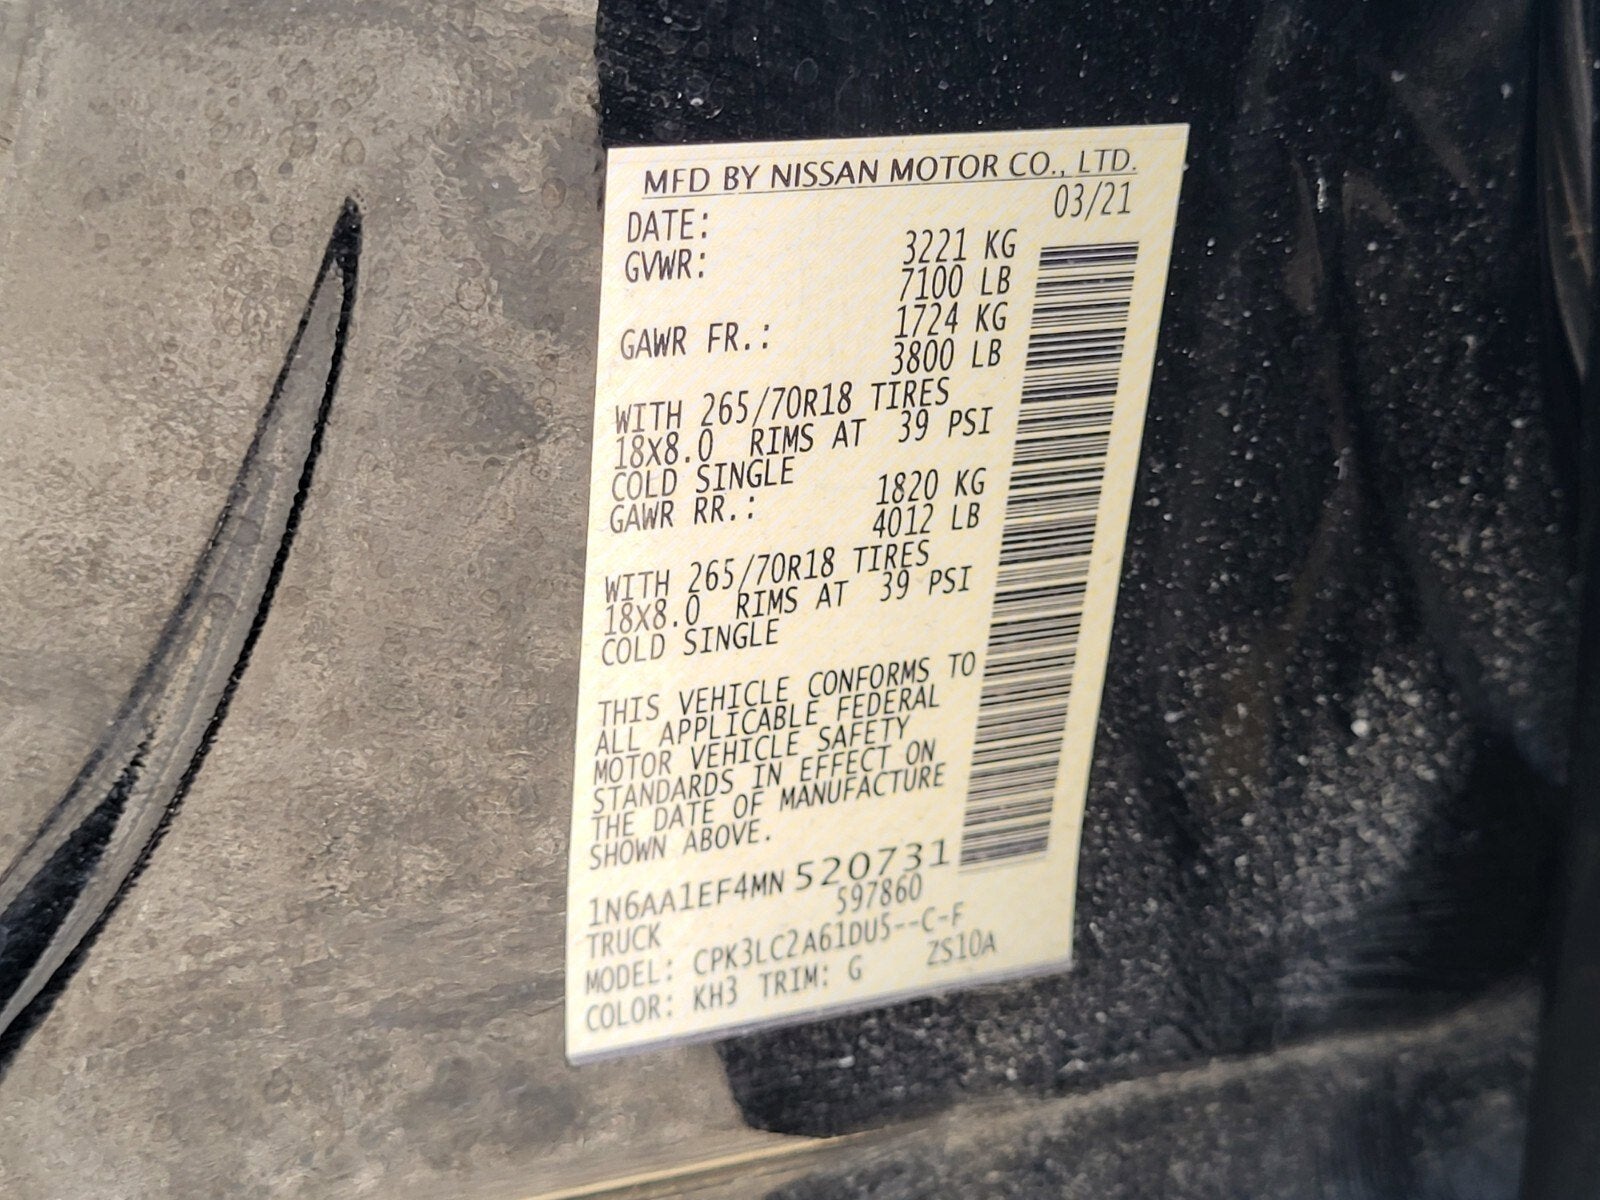 MFD BY NISSAN MOTOR CO., LTD.
DATE: 03/21
GVWR: 3221 KG
7100 LB
GAWR FR.: 1724 KG
3800 LB
WITH 265/70R18 TIRES
18X8.0 RIMS AT 39 PSI
COLD SINGLE
GAWR RR.: 1820 KG
4012 LB
WITH 265/70R18 TIRES
18X8.0 RIMS AT 39 PSI
COLD SINGLE
THIS VEHICLE CONFORMS TO
ALL APPLICABLE FEDERAL
MOTOR VEHICLE SAFETY
STANDARDS IN EFFECT ON
THE DATE OF MANUFACTURE
SHOWN ABOVE.
1N6AA1EF4MN520731
TRUCK 597860
MODEL: CPK3LC2A61DU5--C-F
COLOR: KH3 TRIM: G ZS10A